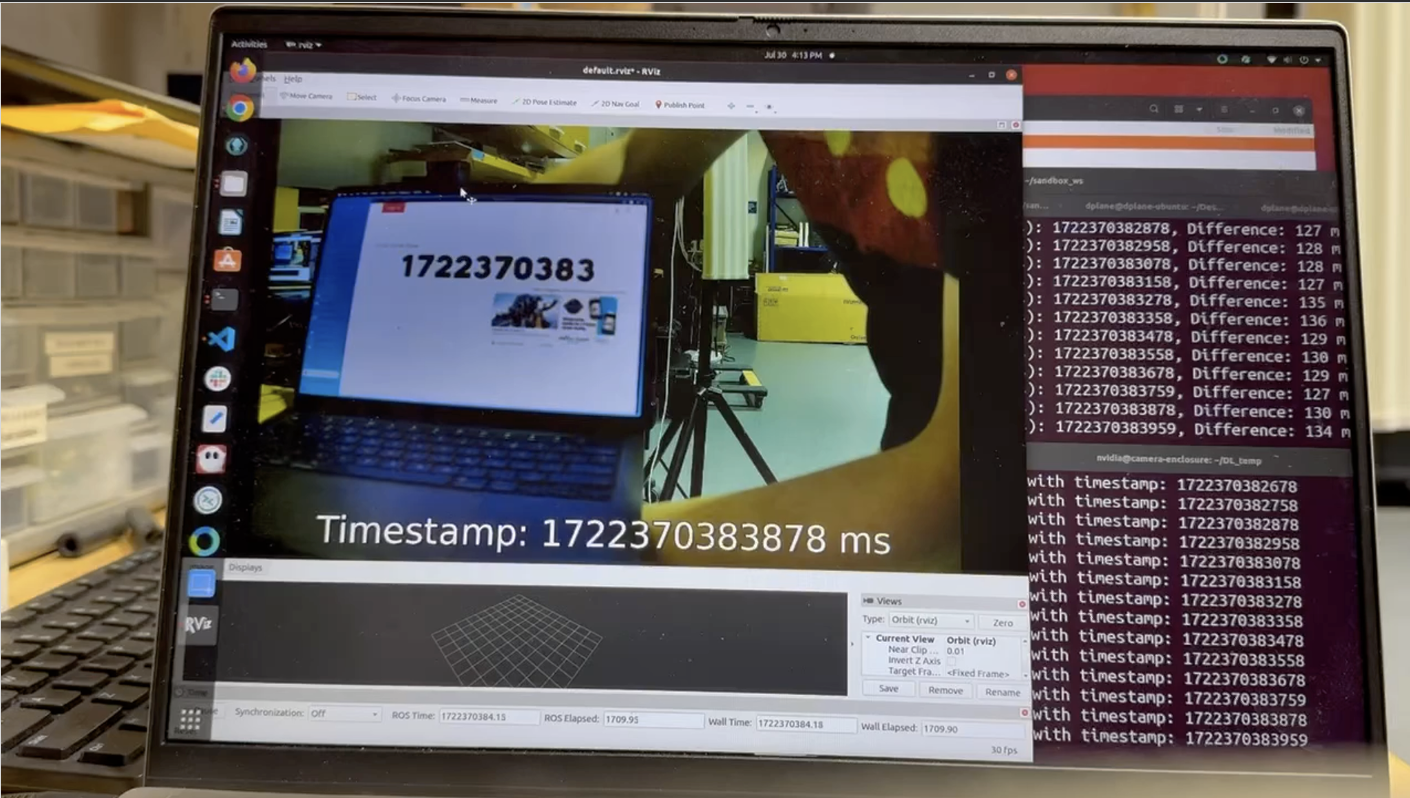 Activities
rviz
Jul 30 4:13 PM
default.rviz* - RViz
Help
Move Camera
Select
Focus Camera
Measure
2D Pose Estimate
2D Nav Goal
Publish Point
1722370383
Timestamp: 1722370383878 ms
Modified
~/sandbox_ws
dplane@dplane-ubuntu: ~/Des...
): 1722370382878, Difference: 127 m
): 1722370382958, Difference: 128 m
): 1722370383078, Difference: 128 m
): 1722370383158, Difference: 127 m
): 1722370383278, Difference: 135 m
): 1722370383358, Difference: 136 m
): 1722370383478, Difference: 129 m
): 1722370383558, Difference: 130 m
): 1722370383678, Difference: 129 m
): 1722370383759, Difference: 127 m
): 1722370383878, Difference: 130 m
): 1722370383959, Difference: 134 m
nvidia@camera-enclosure: ~/DL_temp
with timestamp: 1722370382678
with timestamp: 1722370382758
with timestamp: 1722370382878
with timestamp: 1722370382958
with timestamp: 1722370383078
with timestamp: 1722370383158
with timestamp: 1722370383278
with timestamp: 1722370383358
with timestamp: 1722370383478
with timestamp: 1722370383558
with timestamp: 1722370383678
with timestamp: 1722370383759
with timestamp: 1722370383878
with timestamp: 1722370383959
Displays
RViz
Views
Type: Orbit (rviz) Zero
Current View Orbit (rviz)
Near Clip ... 0.01
Invert Z Axis
Target Fra... <Fixed Frame>
Save Remove Rename
Time
Synchronization: Off ROS Time: 1722370384.15 ROS Elapsed: 1709.95 Wall Time: 1722370384.18 Wall Elapsed: 1709.90
30 fps